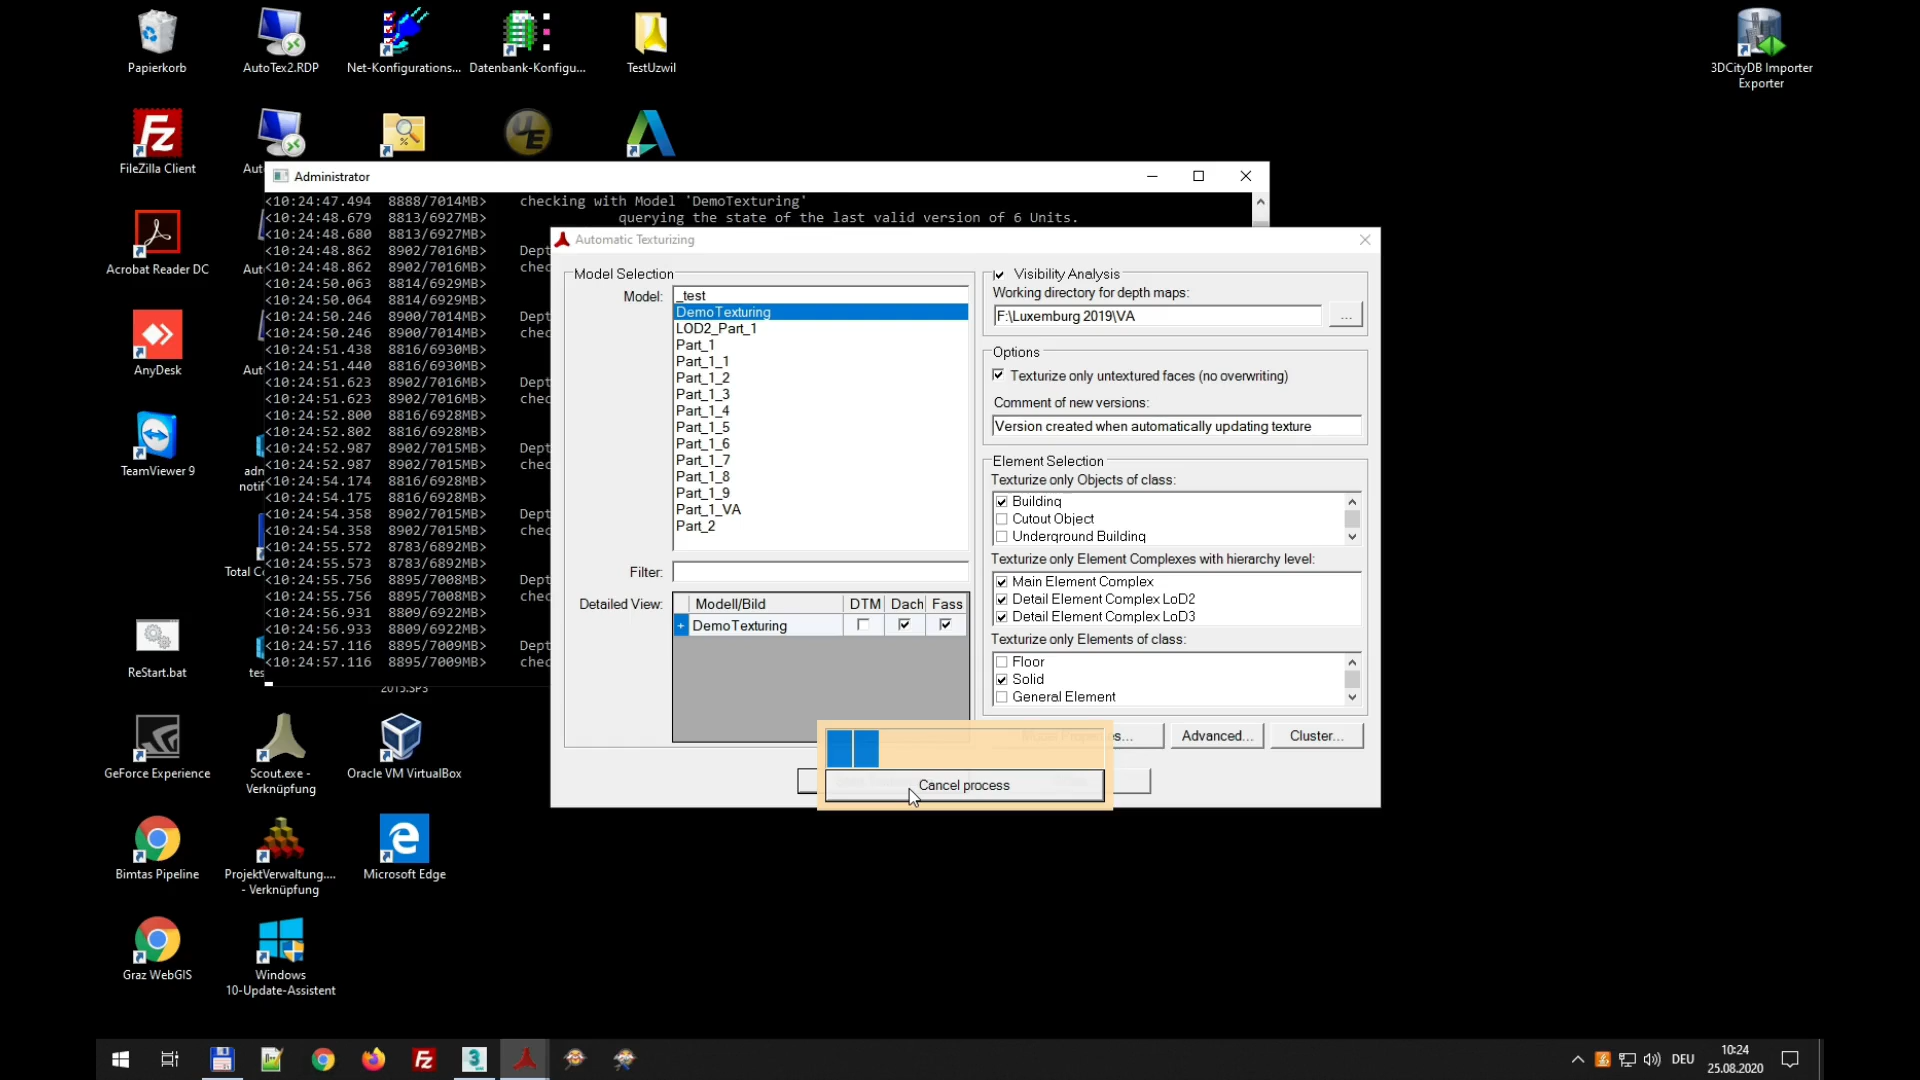 Papierkorb
AutoTex2.RDP
Net-Konfigurations...
Datenbank-Konfigu...
TestUzwil
3DCityDB Importer
Exporter
FileZilla Client
Acrobat Reader DC
AnyDesk
TeamViewer 9
Total C
ReStart.bat
2015.SP3
GeForce Experience
Scout.exe -
Verknüpfung
Oracle VM VirtualBox
Bimtas Pipeline
ProjektVerwaltung....
- Verknüpfung
Microsoft Edge
Graz WebGIS
Windows
10-Update-Assistent
Administrator
<10:24:47.494 8888/7014MB> checking with Model 'DemoTexturing'
<10:24:48.679 8813/6927MB> querying the state of the last valid version of 6 Units.
<10:24:48.680 8813/6927MB>
<10:24:48.862 8902/7016MB> Dept
<10:24:48.862 8902/7016MB> chec
<10:24:50.063 8814/6929MB>
<10:24:50.064 8814/6929MB>
<10:24:50.246 8900/7014MB> Dept
<10:24:50.246 8900/7014MB> chec
<10:24:51.438 8816/6930MB>
<10:24:51.440 8816/6930MB>
<10:24:51.623 8902/7016MB> Dept
<10:24:51.623 8902/7016MB> chec
<10:24:52.800 8816/6928MB>
<10:24:52.802 8816/6928MB>
<10:24:52.987 8902/7015MB> Dept
<10:24:52.987 8902/7015MB> chec
<10:24:54.174 8816/6928MB>
<10:24:54.175 8816/6928MB>
<10:24:54.358 8902/7015MB> Dept
<10:24:54.358 8902/7015MB> chec
<10:24:55.572 8783/6892MB>
<10:24:55.573 8783/6892MB>
<10:24:55.756 8895/7008MB> Dept
<10:24:55.756 8895/7008MB> chec
<10:24:56.931 8809/6922MB>
<10:24:56.933 8809/6922MB>
<10:24:57.116 8895/7009MB> Dept
<10:24:57.116 8895/7009MB> chec
Automatic Texturizing
Model Selection
Model:
_test
DemoTexturing
LOD2_Part_1
Part_1
Part_1_1
Part_1_2
Part_1_3
Part_1_4
Part_1_5
Part_1_6
Part_1_7
Part_1_8
Part_1_9
Part_1_VA
Part_2
Filter:
Detailed View:
Modell/Bild DTM Dach Fass
+ DemoTexturing
Visibility Analysis
Working directory for depth maps:
F:\Luxemburg 2019\VA
...
Options
Texturize only untextured faces (no overwriting)
Comment of new versions:
Version created when automatically updating texture
Element Selection
Texturize only Objects of class:
Building
Cutout Object
Underground Building
Texturize only Element Complexes with hierarchy level:
Main Element Complex
Detail Element Complex LoD2
Detail Element Complex LoD3
Texturize only Elements of class:
Floor
Solid
General Element
Advanced...
Cluster...
Cancel process
DEU
10:24
25.08.2020